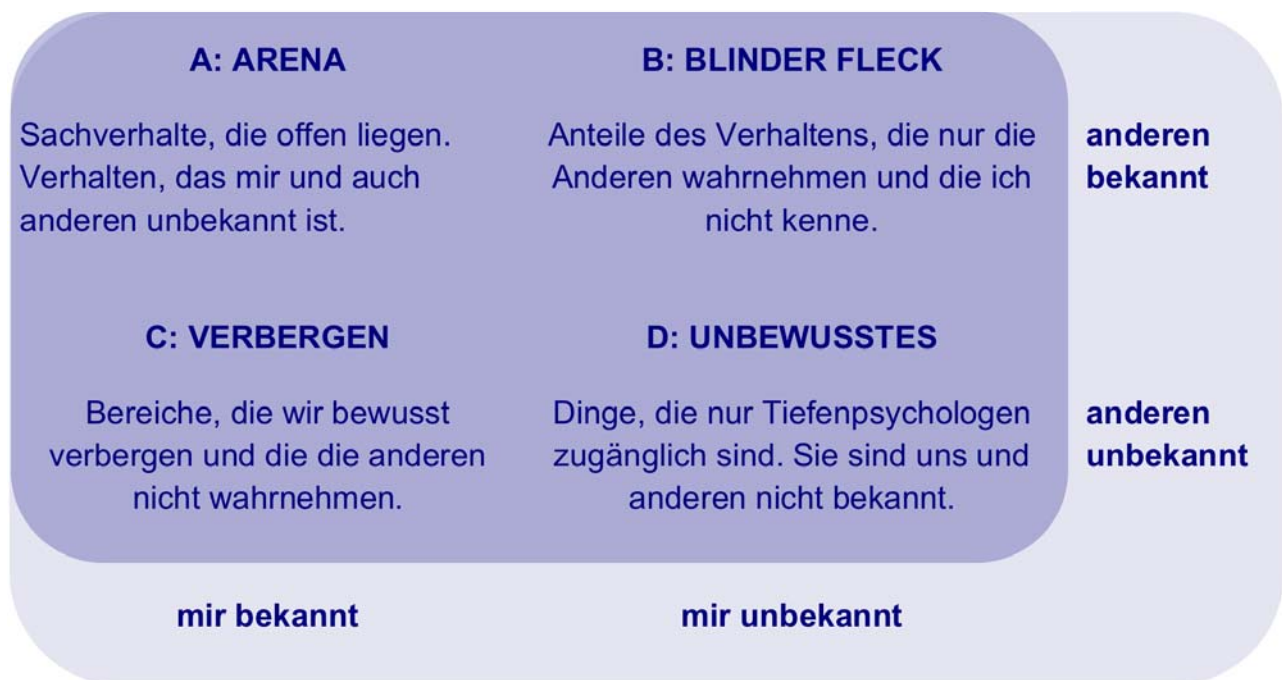 A: ARENA
Sachverhalte, die offen liegen.
Verhalten, das mir und auch
anderen unbekannt ist.
B: BLINDER FLECK
Anteile des Verhaltens, die nur die
Anderen wahrnehmen und die ich
nicht kenne.
anderen
bekannt
C: VERBERGEN
Bereiche, die wir bewusst
verbergen und die die anderen
nicht wahrnehmen.
D: UNBEWUSSTES
Dinge, die nur Tiefenpsychologen
zugänglich sind. Sie sind uns und
anderen nicht bekannt.
anderen
unbekannt
mir bekannt
mir unbekannt